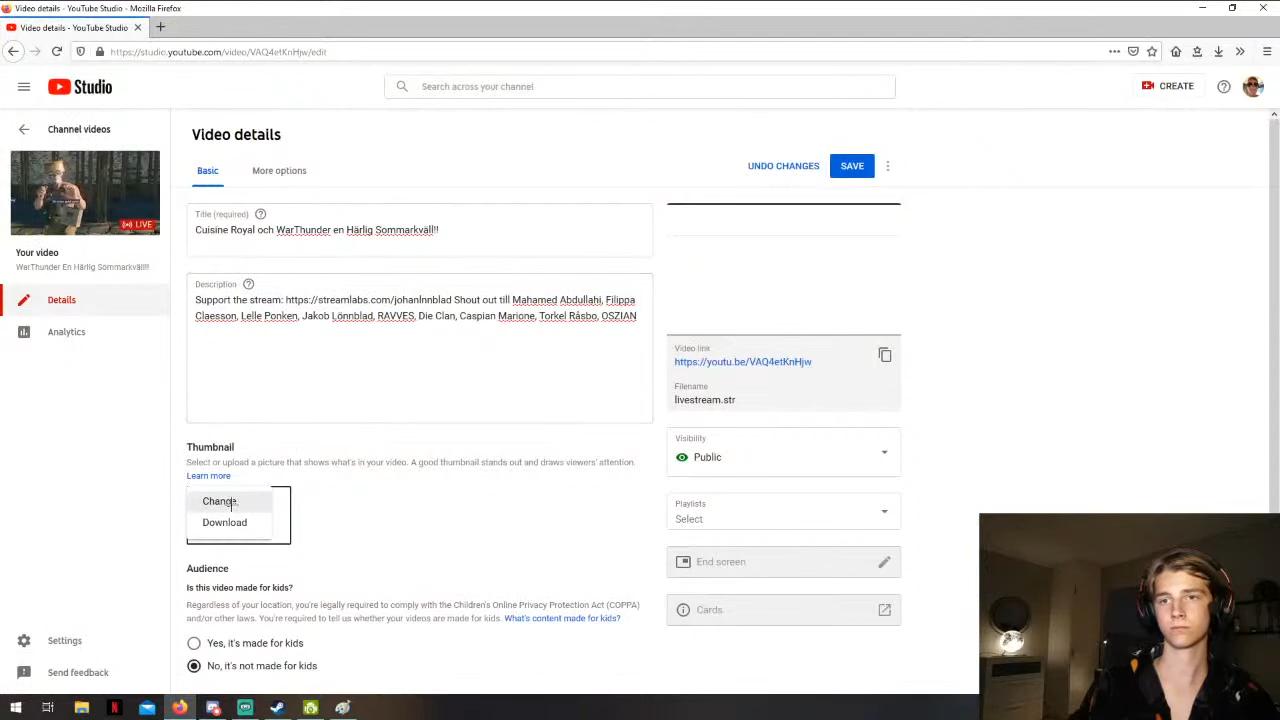 Video details - YouTube Studio - Mozilla Firefox
Video details - YouTube Studio
https://studio.youtube.com/video/VAQ4etKnHjw/edit
Studio
Search across your channel
CREATE
Channel videos
LIVE
Your video
WarThunder En Härlig Sommarkväll!!
Details
Analytics
Settings
Send feedback
Video details
Basic
More options
UNDO CHANGES
SAVE
Title (required)
Cuisine Royal och WarThunder en Härlig Sommarkväll!!
Description
Support the stream: https://streamlabs.com/johanlnnblad Shout out till Mahamed Abdullahi, Filippa
Claesson, Lelle Ponken, Jakob Lönnblad, RAVVES, Die Clan, Caspian Marione, Torkel Råsbo, OSZIAN
Thumbnail
Select or upload a picture that shows what's in your video. A good thumbnail stands out and draws viewers' attention.
Learn more
Change
Download
Audience
Is this video made for kids?
Regardless of your location, you're legally required to comply with the Children's Online Privacy Protection Act (COPPA)
and/or other laws. You're required to tell us whether your videos are made for kids. What's content made for kids?
Yes, it's made for kids
No, it's not made for kids
Video link
https://youtu.be/VAQ4etKnHjw
Filename
livestream.str
Visibility
Public
Playlists
Select
End screen
Cards